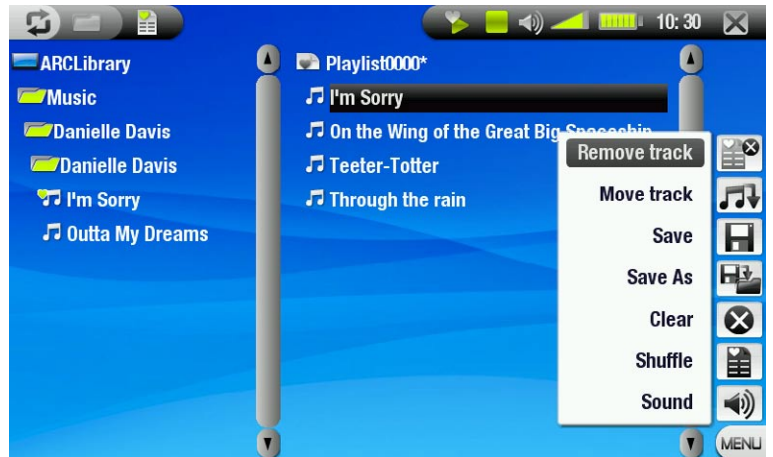 10:30
ARCLibrary
Music
Danielle Davis
Danielle Davis
I'm Sorry
Outta My Dreams
Playlist0000*
I'm Sorry
On the Wing of the Great Big Spaceship
Teeter-Totter
Through the rain
Remove track
Move track
Save
Save As
Clear
Shuffle
Sound
MENU